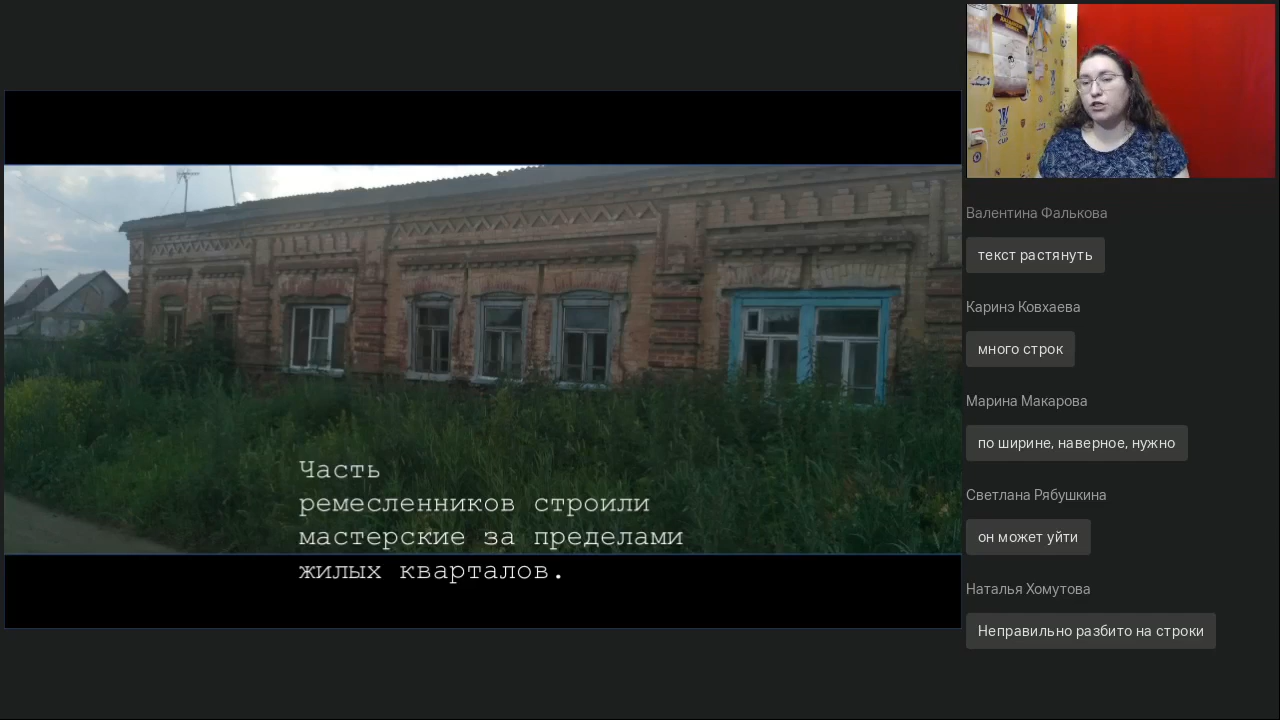 Часть
ремесленников строили
мастерские за пределами
жилых кварталов.
Валентина Фалькова
текст растянуть
Каринэ Ковхаева
много строк
Марина Макарова
по ширине, наверное, нужно
Светлана Рябушкина
он может уйти
Наталья Хомутова
Неправильно разбито на строки